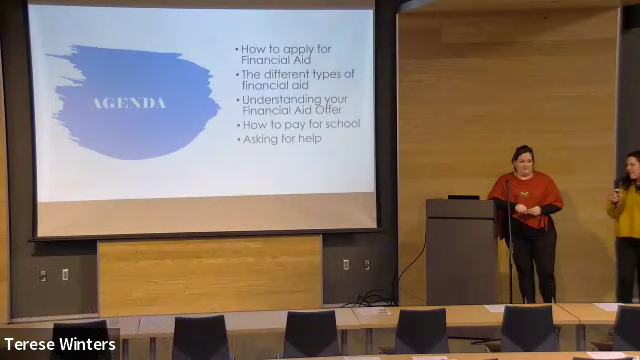 AGENDA
• How to apply for
Financial Aid
• The different types of
financial aid
• Understanding your
Financial Aid Offer
• How to pay for school
• Asking for help
Terese Winters